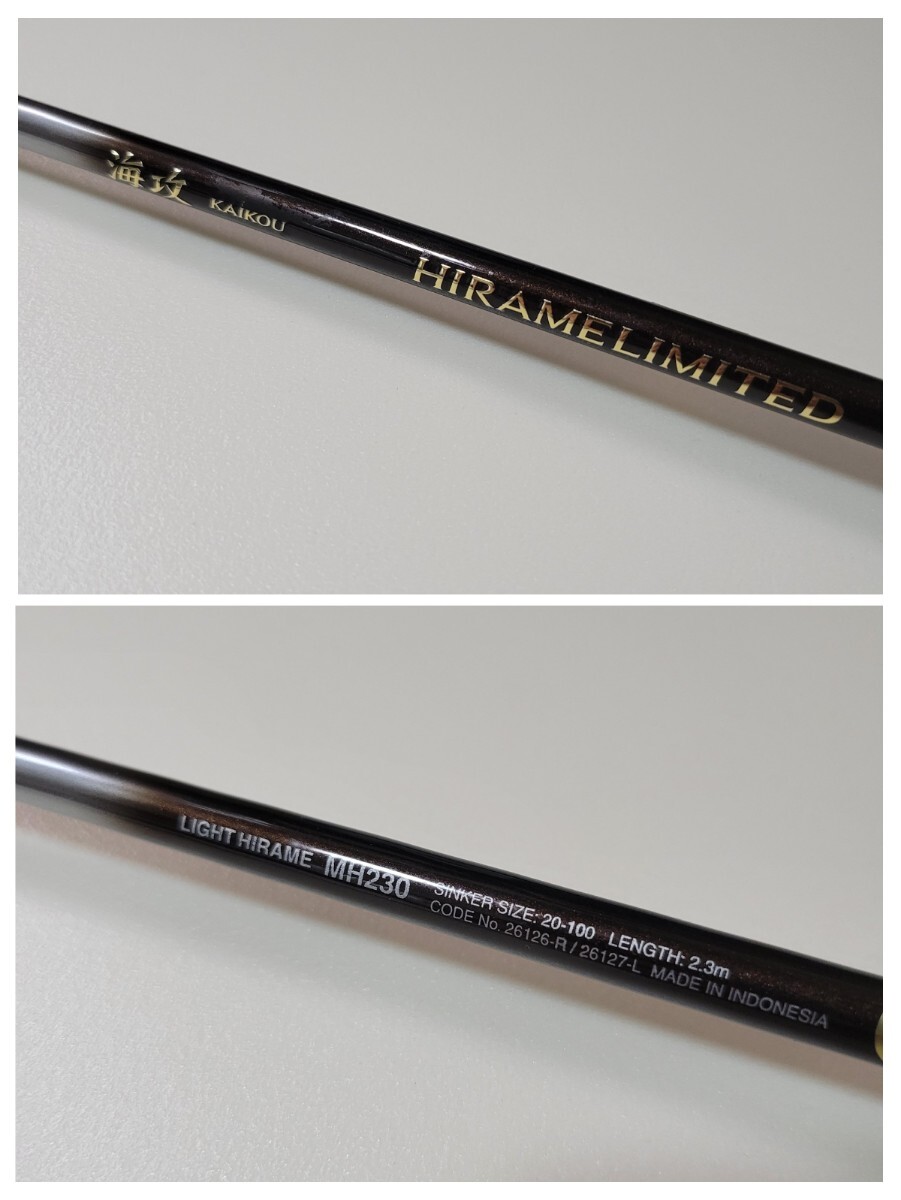 海攻 KAIKOU HIRAME LIMITED
LIGHT HIRAME MH230 SINKER SIZE: 20-100 LENGTH: 2.3m
CODE No. 26126-R / 26127-L MADE IN INDONESIA